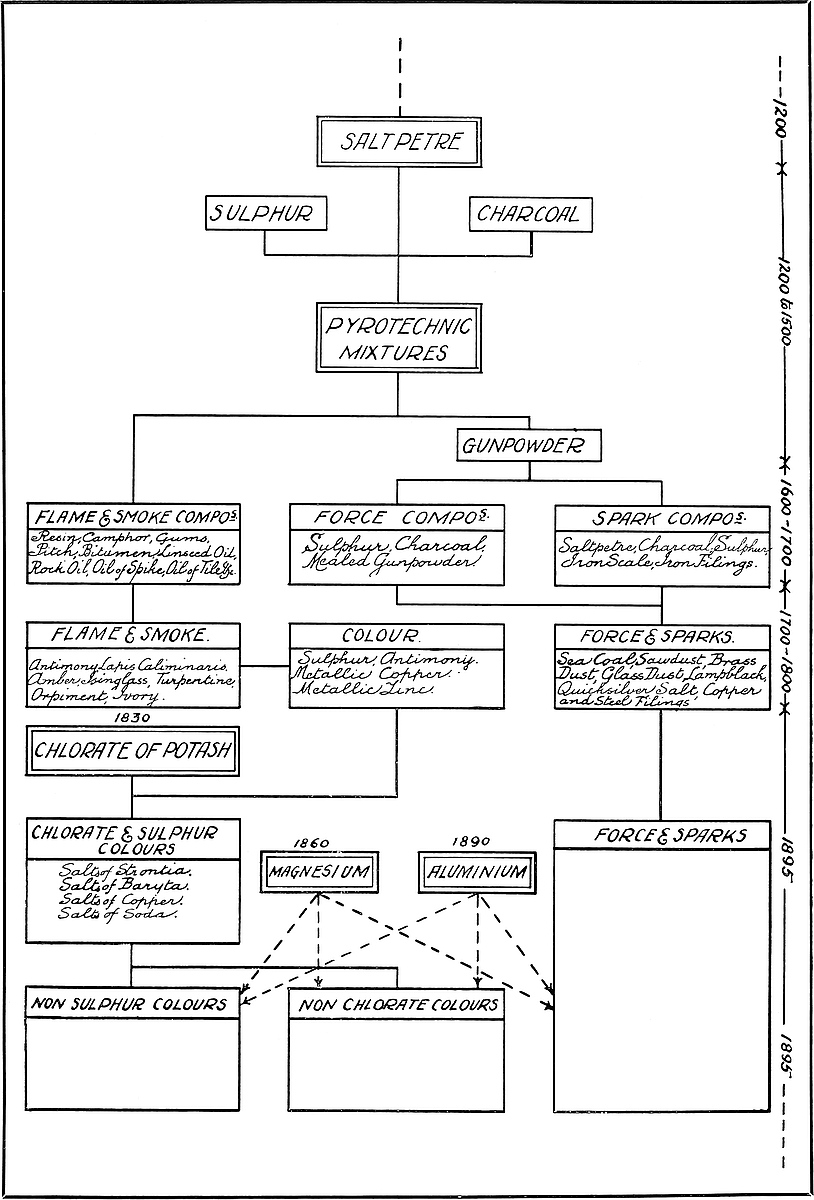 SALTPETRE
SULPHUR
CHARCOAL
PYROTECHNIC
MIXTURES
GUNPOWDER
FLAME & SMOKE COMPOS.
Resin, Camphor, Gums,
Pitch, Bitumen, Linseed Oil,
Rock Oil, Oil of Spike, Oil of Tile &c.
FORCE COMPOS.
Sulphur, Charcoal,
Mealed Gunpowder
SPARK COMPOS.
Saltpetre, Charcoal, Sulphur,
Iron Scale, Iron Filings.
FLAME & SMOKE.
Antimony, Lapis Caliminaris,
Amber, Isinglass, Turpentine,
Orpiment, Ivory.
COLOUR.
Sulphur, Antimony.
Metallic Copper.
Metallic Zinc.
FORCE & SPARKS.
Sea Coal, Sawdust, Brass
Dust, Glass Dust, Lampblack,
Quicksilver, Salt, Copper
and Steel Filings
1830
CHLORATE OF POTASH
CHLORATE & SULPHUR
COLOURS
Salts of Strontia.
Salts of Baryta.
Salts of Copper.
Salts of Soda.
1860
MAGNESIUM
1890
ALUMINIUM
FORCE & SPARKS
NON SULPHUR COLOURS
NON CHLORATE COLOURS
1200
1200 to 1500
1600-1700
1700-1800
1895
1895